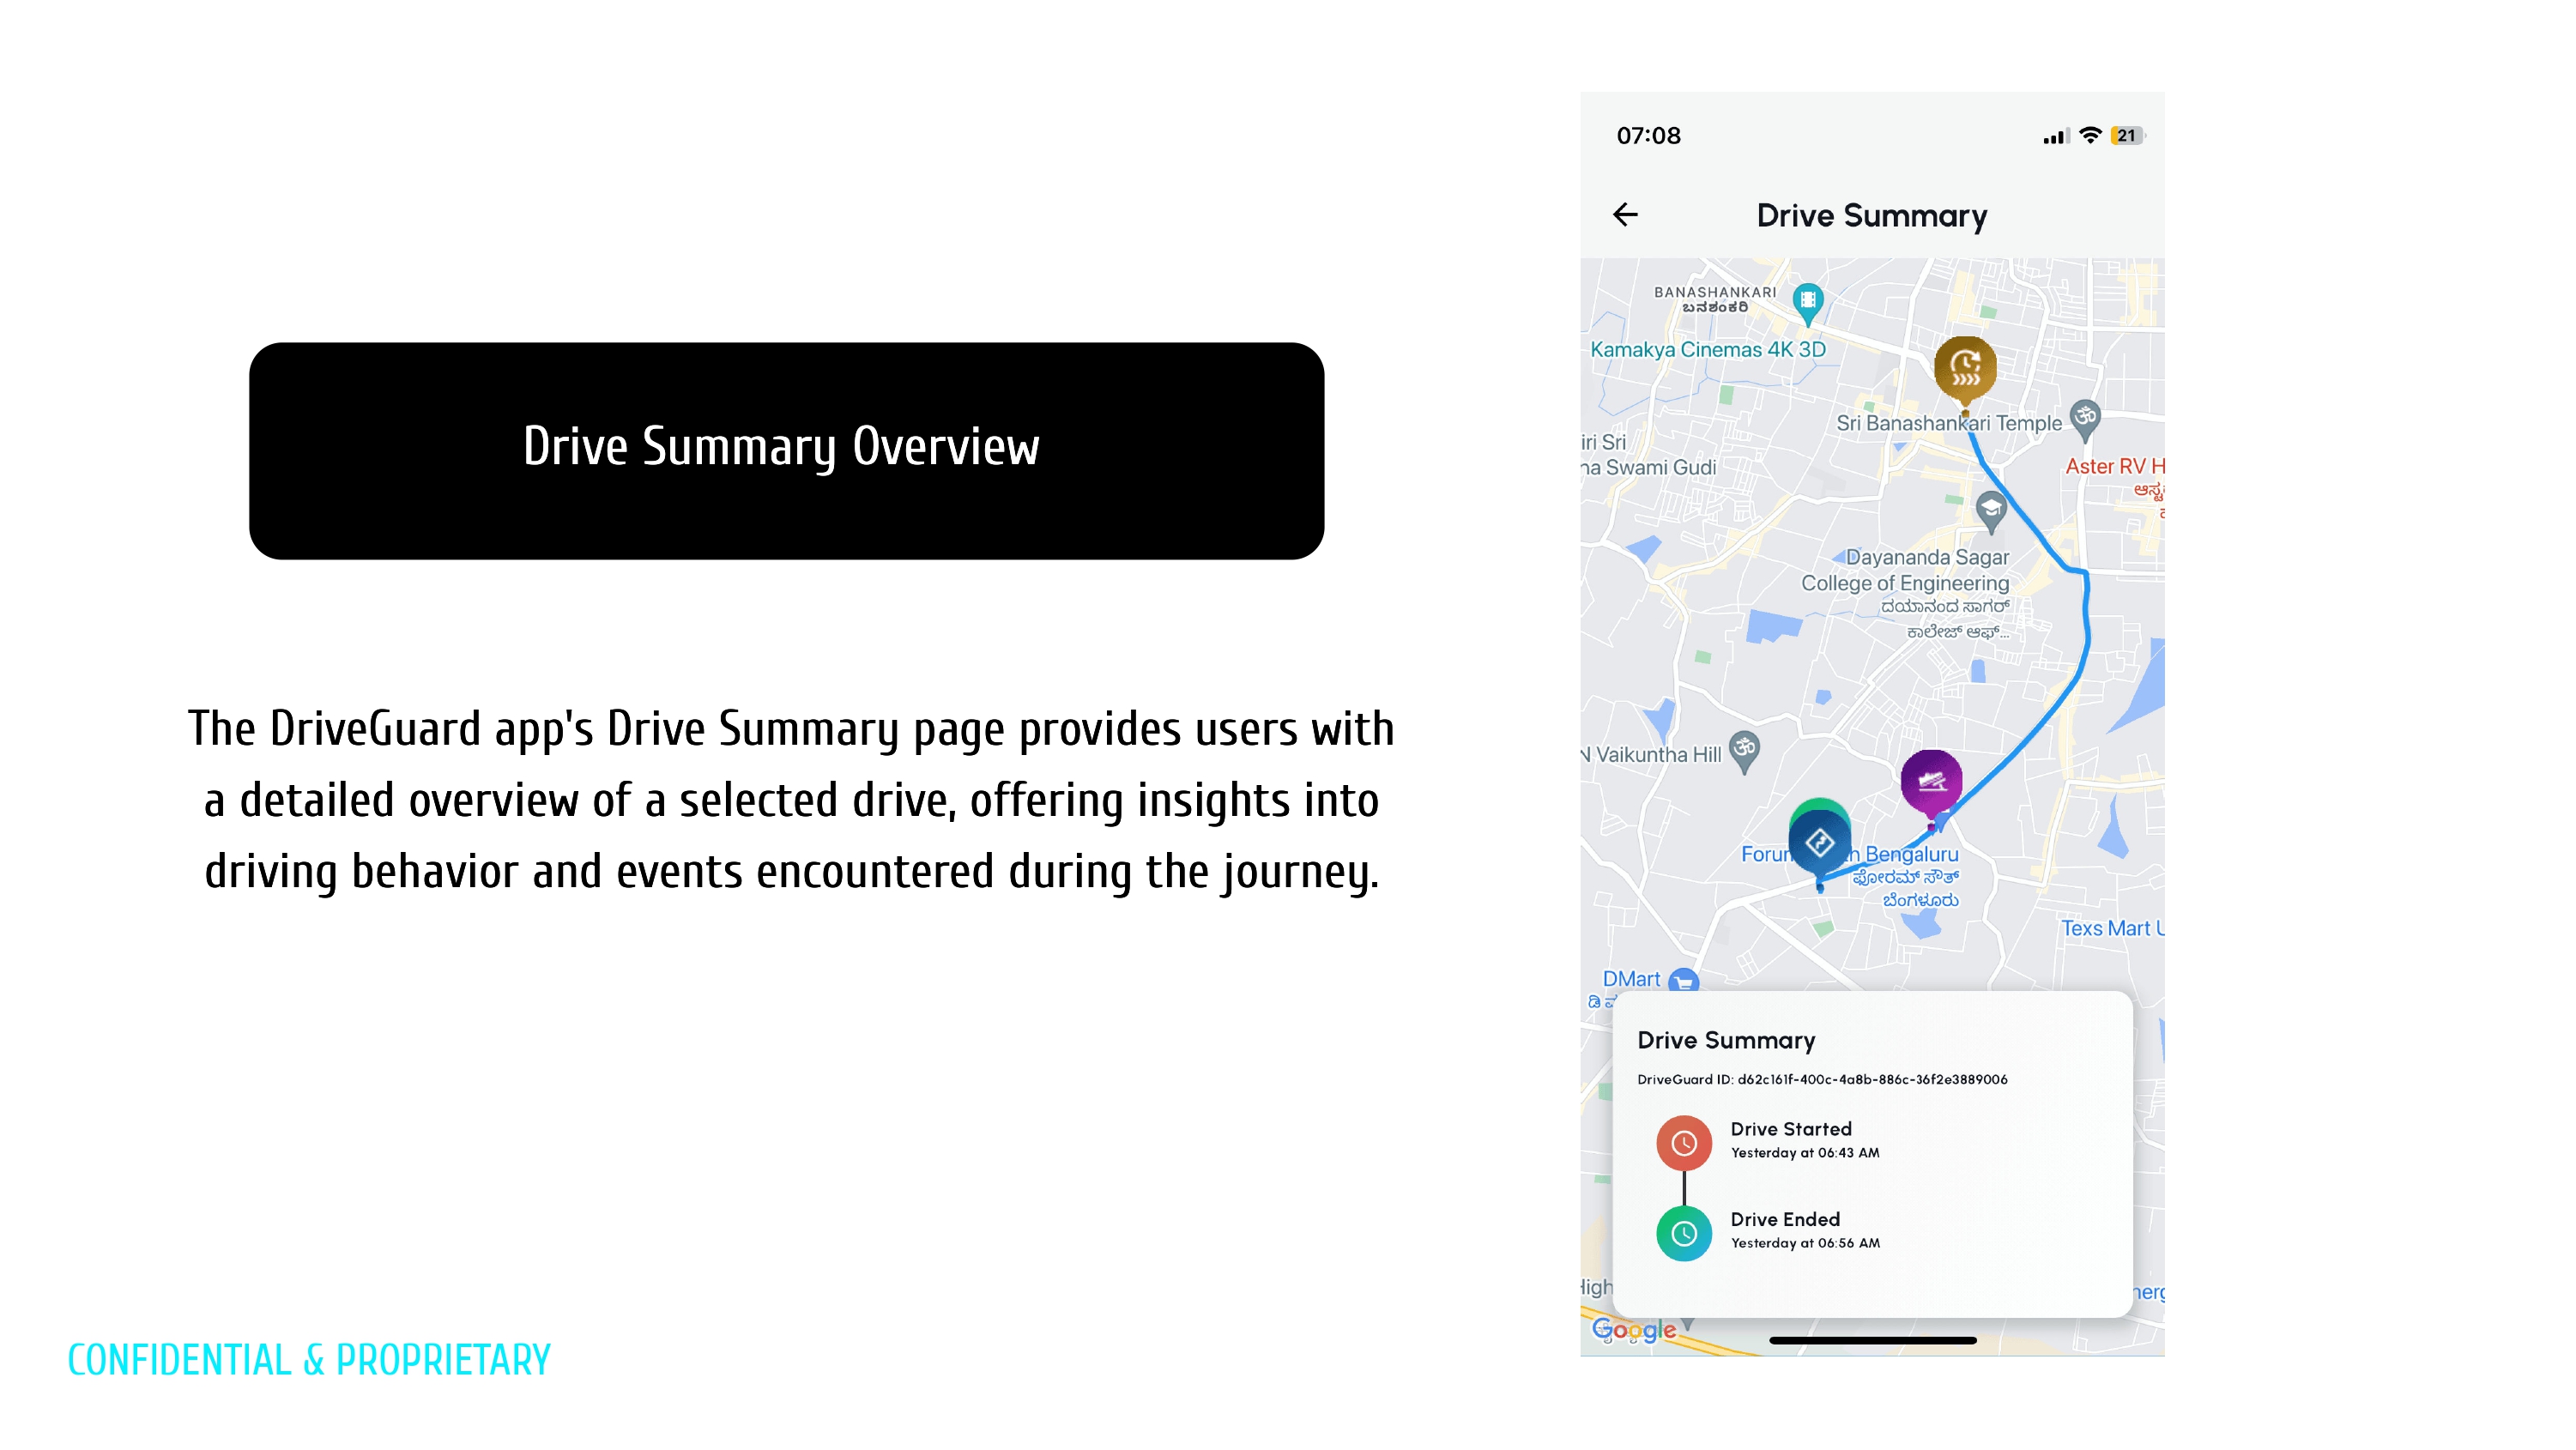 Drive Summary Overview
The DriveGuard app's Drive Summary page provides users with
a detailed overview of a selected drive, offering insights into
driving behavior and events encountered during the journey.
CONFIDENTIAL & PROPRIETARY
07:08
21
Drive Summary
BANASHANKARI
ಬನಶಂಕರಿ
Kamakya Cinemas 4K 3D
Sri Banashankari Temple
iri Sri
na Swami Gudi
Aster RV H
Dayananda Sagar
College of Engineering
ದಯಾನಂದ ಸಾಗರ್
ಕಾಲೇಜ್ ಆಫ್...
N Vaikuntha Hill
Bengaluru
ಫೋರಮ್ ಸೌತ್
ಬೆಂಗಳೂರು
Texs Mart
DMart
Drive Summary
DriveGuard ID: d62c161f-400c-4a8b-886c-36f2e3889006
Drive Started
Yesterday at 06:43 AM
Drive Ended
Yesterday at 06:56 AM
Google